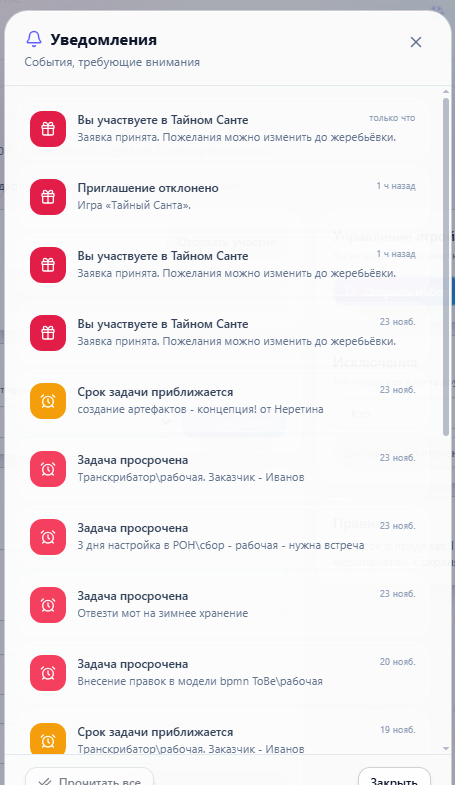 Уведомления
События, требующие внимания
Вы участвуете в Тайном Санте
только что
Заявка принята. Пожелания можно изменить до жеребьёвки.
Приглашение отклонено
1 ч назад
Игра «Тайный Санта».
Вы участвуете в Тайном Санте
1 ч назад
Заявка принята. Пожелания можно изменить до жеребьёвки.
Вы участвуете в Тайном Санте
23 нояб.
Заявка принята. Пожелания можно изменить до жеребьёвки.
Срок задачи приближается
23 нояб.
создание артефактов - концепция! от Неретина
Задача просрочена
23 нояб.
Транскрибатор\рабочая. Заказчик - Иванов
Задача просрочена
23 нояб.
3 дня настройка в РОН\сбор - рабочая - нужна встреча
Задача просрочена
23 нояб.
Отвезти мот на зимнее хранение
Задача просрочена
20 нояб.
Внесение правок в модели bpmn ToBe\рабочая
Срок задачи приближается
19 нояб.
Транскрибатор\рабочая. Заказчик - Иванов
Прочитать все
Закрыть